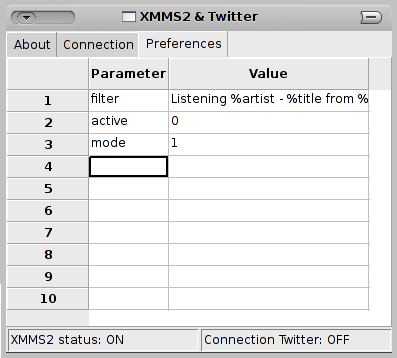 XMMS2 & Twitter
About Connection Preferences
Parameter Value
1 filter Listening %artist - %title from %
2 active 0
3 mode 1
4
5
6
7
8
9
10
XMMS2 status: ON Connection Twitter: OFF